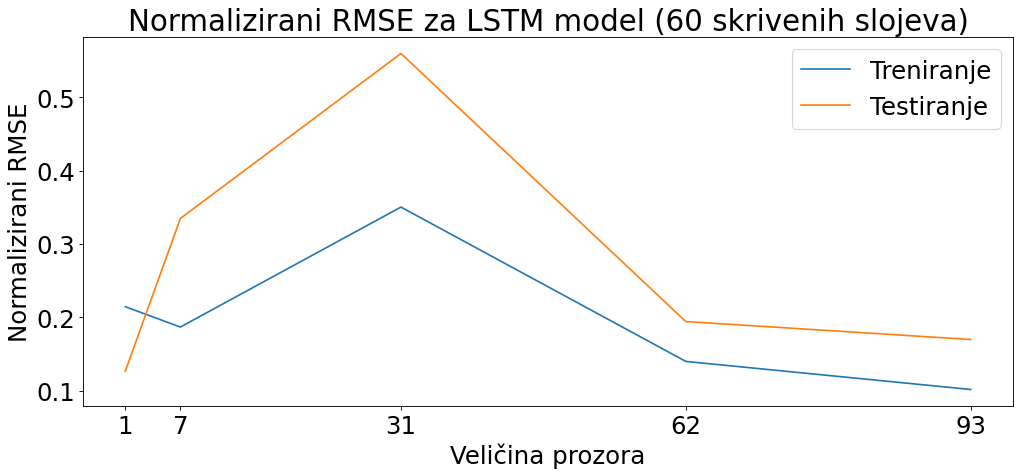 Normalizirani RMSE za LSTM model (60 skrivenih slojeva)
Treniranje
Testiranje
Normalizirani RMSE
0.5
0.4
0.3
0.2
0.1
1 7 31 62 93
Veličina prozora